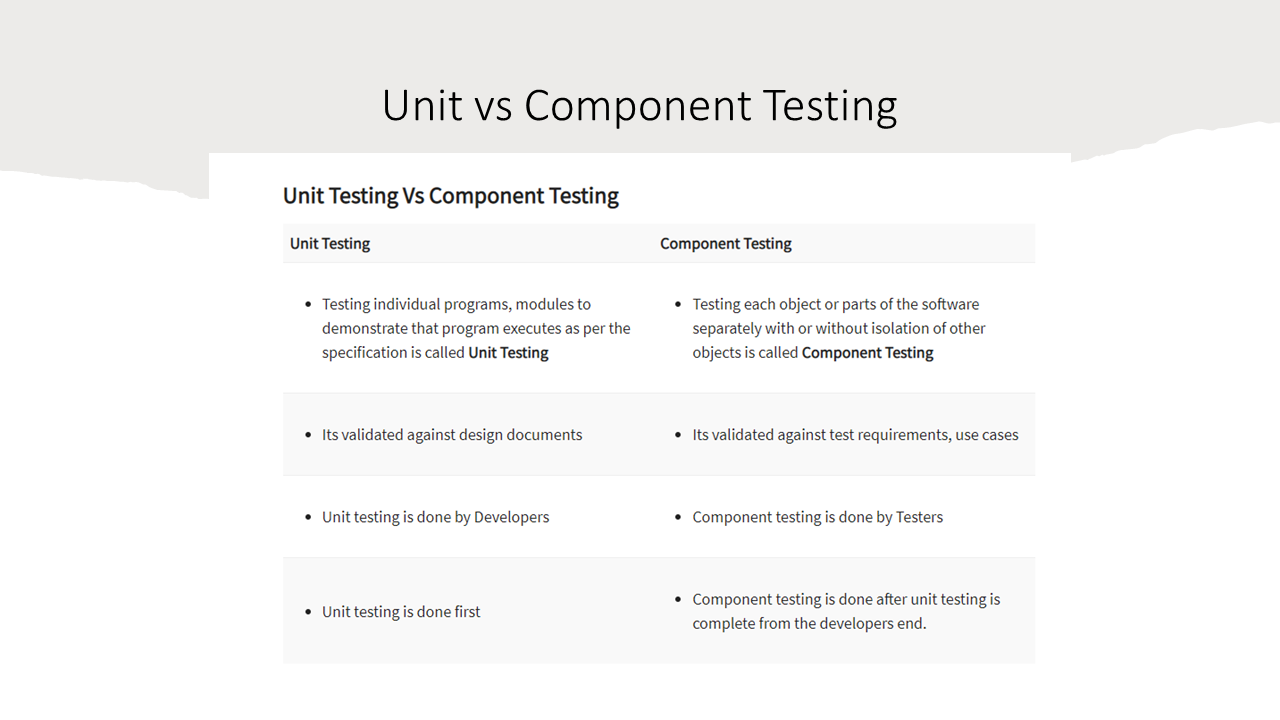 Unit vs Component Testing
Unit Testing Vs Component Testing
Unit Testing
Component Testing
• Testing individual programs, modules to
demonstrate that program executes as per the
specification is called Unit Testing
• Testing each object or parts of the software
separately with or without isolation of other
objects is called Component Testing
• Its validated against design documents
• Its validated against test requirements, use cases
• Unit testing is done by Developers
• Component testing is done by Testers
• Unit testing is done first
• Component testing is done after unit testing is
complete from the developers end.